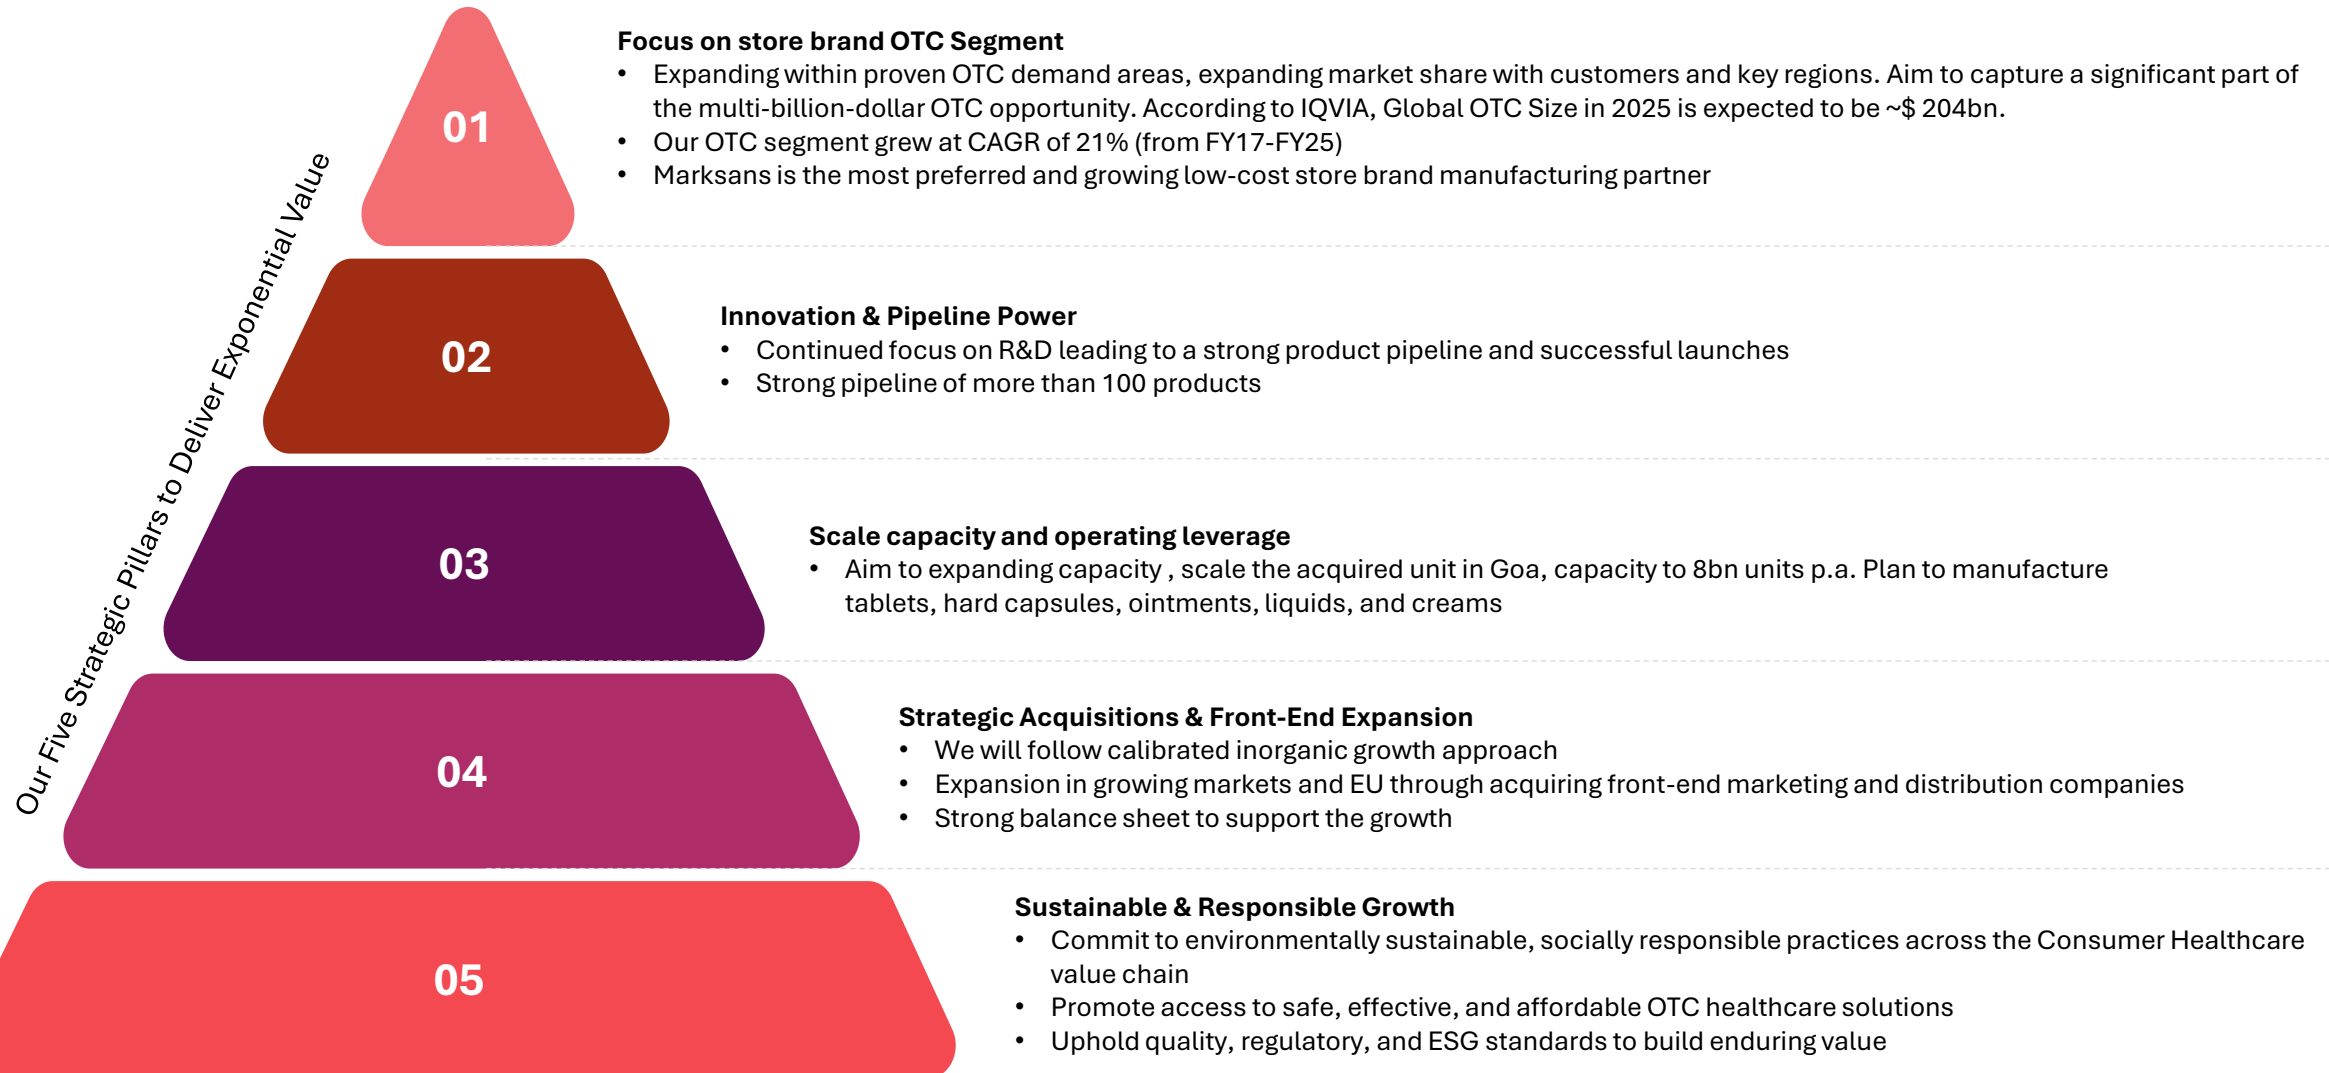 Our Five Strategic Pillars to Deliver Exponential Value
01
Focus on store brand OTC Segment
• Expanding within proven OTC demand areas, expanding market share with customers and key regions. Aim to capture a significant part of
the multi-billion-dollar OTC opportunity. According to IQVIA, Global OTC Size in 2025 is expected to be ~$ 204bn.
• Our OTC segment grew at CAGR of 21% (from FY17-FY25)
• Marksans is the most preferred and growing low-cost store brand manufacturing partner
02
Innovation & Pipeline Power
• Continued focus on R&D leading to a strong product pipeline and successful launches
• Strong pipeline of more than 100 products
03
Scale capacity and operating leverage
• Aim to expanding capacity , scale the acquired unit in Goa, capacity to 8bn units p.a. Plan to manufacture
tablets, hard capsules, ointments, liquids, and creams
04
Strategic Acquisitions & Front-End Expansion
• We will follow calibrated inorganic growth approach
• Expansion in growing markets and EU through acquiring front-end marketing and distribution companies
• Strong balance sheet to support the growth
05
Sustainable & Responsible Growth
• Commit to environmentally sustainable, socially responsible practices across the Consumer Healthcare
value chain
• Promote access to safe, effective, and affordable OTC healthcare solutions
• Uphold quality, regulatory, and ESG standards to build enduring value